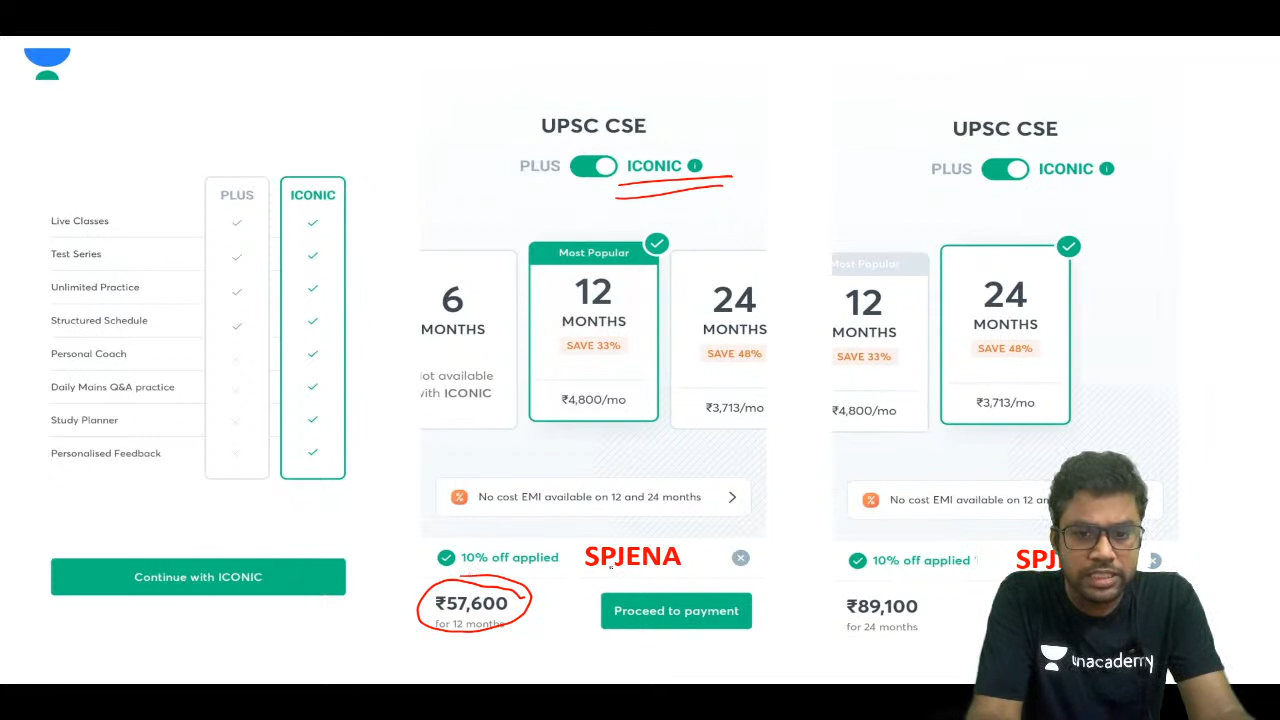 PLUS
ICONIC
Live Classes
Test Series
Unlimited Practice
Structured Schedule
Personal Coach
Daily Mains Q&A practice
Study Planner
Personalised Feedback
Continue with ICONIC
UPSC CSE
PLUS ICONIC
6
MONTHS
ot available
with ICONIC
Most Popular
12
MONTHS
SAVE 33%
₹4,800/mo
24
MONTHS
SAVE 48%
₹3,713/mo
No cost EMI available on 12 and 24 months
10% off applied SPJENA
₹57,600
for 12 months
Proceed to payment
UPSC CSE
PLUS ICONIC
Most Popular
12
MONTHS
SAVE 33%
₹4,800/mo
24
MONTHS
SAVE 48%
₹3,713/mo
No cost EMI available on 12 an
10% off applied SPJ
₹89,100
for 24 months
unacademy